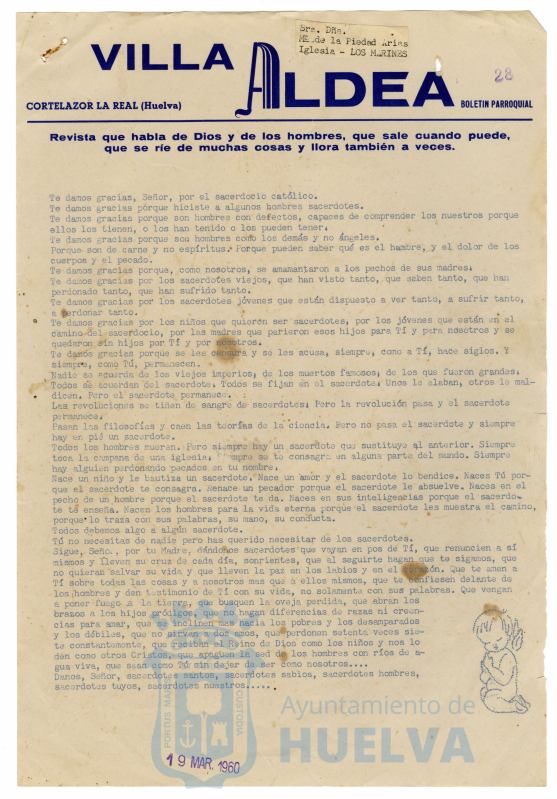 Sra. Dña.
Mª.de la Piedad Arias
Iglesia - LOS MARINES
VILLA ALDEA
28
CORTELAZOR LA REAL (Huelva)
BOLETIN PARROQUIAL
Revista que habla de Dios y de los hombres, que sale cuando puede,
que se ríe de muchas cosas y llora también a veces.
Te damos gracias, Señor, por el sacerdocio católico.
Te damos gracias porque hiciste a algunos hombres sacerdotes.
Te damos gracias porque son hombres con defectos, capaces de comprender los nuestros porque
ellos los tienen, o los han tenido o los pueden tener.
Te damos gracias porque son hombres como los demás y no ángeles.
Porque son de carne y no espíritus. Porque pueden saber qué es el hambre, y el dolor de los
cuerpos y el pecado.
Te damos gracias porque, como nosotros, se amamantaron a los pechos de sus madres.
Te damos gracias por los sacerdotes viejos, que han visto tanto, que saben tanto, que han
perdonado tanto, que han sufrido tanto.
Te damos gracias por los sacerdotes jóvenes que están dispuesto a ver tanto, a sufrir tanto,
a perdonar tanto.
Te damos gracias por los niños que quieren ser sacerdotes, por los jóvenes que están en el
camino del sacerdocio, por las madres que parieron esos hijos para Tí y para nosotros y se
quedaron sin hijos por Tí y por nosotros.
Te damos gracias porque se les censura y se les acusa, siempre, como a Tí, hace siglos. Y
siempre, como Tú, permanecen.
Nadie se acuerda de los viejos imperios, de los muertos famosos, de los que fueron grandes.
Todos se acuerdan del sacerdote. Todos se fijan en el sacerdote. Unos le alaban, otros le mal-
dicen. Pero el sacerdote permanece.
Las revoluciones se tiñen de sangre de sacerdotes. Pero la revolución pasa y el sacerdote
permanece.
Pasan las filosofías y caen las teorías de la ciencia. Pero no pasa el sacerdote y siempre
hay en pié un sacerdote.
Todos los hombres mueren. Pero siempre hay un sacerdote que sustituye al anterior. Siempre
toca la campana de una Iglesia. Siempre se te consagra en alguna parte del mundo. Siempre
hay alguien perdonando pecados en tu nombre.
Nace un niño y le bautiza un sacerdote. Nace un amor y el sacerdote lo bendice. Naces Tú por-
que el sacerdote te consagra. Renace un pecador porque el sacerdote le absuelve. Naces en el
pecho de un hombre porque el sacerdote te da. Naces en sus inteligencias porque el sacerdo-
te te enseña. Nacen los hombres para la vida eterna porque el sacerdote les muestra el camino,
porque lo traza con sus palabras, su mano, su conducta.
Todos debemos algo a algún sacerdote.
Tú no necesitas de nadie pero has querido necesitar de los sacerdotes.
Sigue, Señor, por tu Madre, dándonos sacerdotes que vayan en pos de Tí, que renuncien a sí
mismos y lleven su cruz de cada día, sonrientes, que al seguirte hagan que te sigamos, que
no quieran salvar su vida y que lleven la paz en los labios y en el corazón. Que te amen a
Tí sobre todas las cosas y a nosotros mas que a ellos mismos, que te confiesen delante de
los hombres y den testimonio de Tí con su vida, no solamente con sus palabras. Que vengan
a poner fuego a la tierra, que busquen la oveja perdida, que abran los
brazos a los hijos pródigos, que no hagan diferencias de razas ni creen-
cias para amar, que se inclinen hacia los pobres y los desamparados
y los débiles, que no sirvan a dos amos, que perdonen setenta veces sie-
te constantemente, que reciban el Reino de Dios como los niños y nos lo
den como otros Cristos, que apaguen la sed de los hombres con ríos de a-
gua viva, que sean como Tú sin dejar de ser como nosotros....
Danos, Señor, sacerdotes santos, sacerdotes sabios, sacerdotes hombres,
sacerdotes tuyos, sacerdotes nuestros.....
PORTUS
CUSTODIA
Ayuntamiento de
HUELVA
19 MAR. 1960